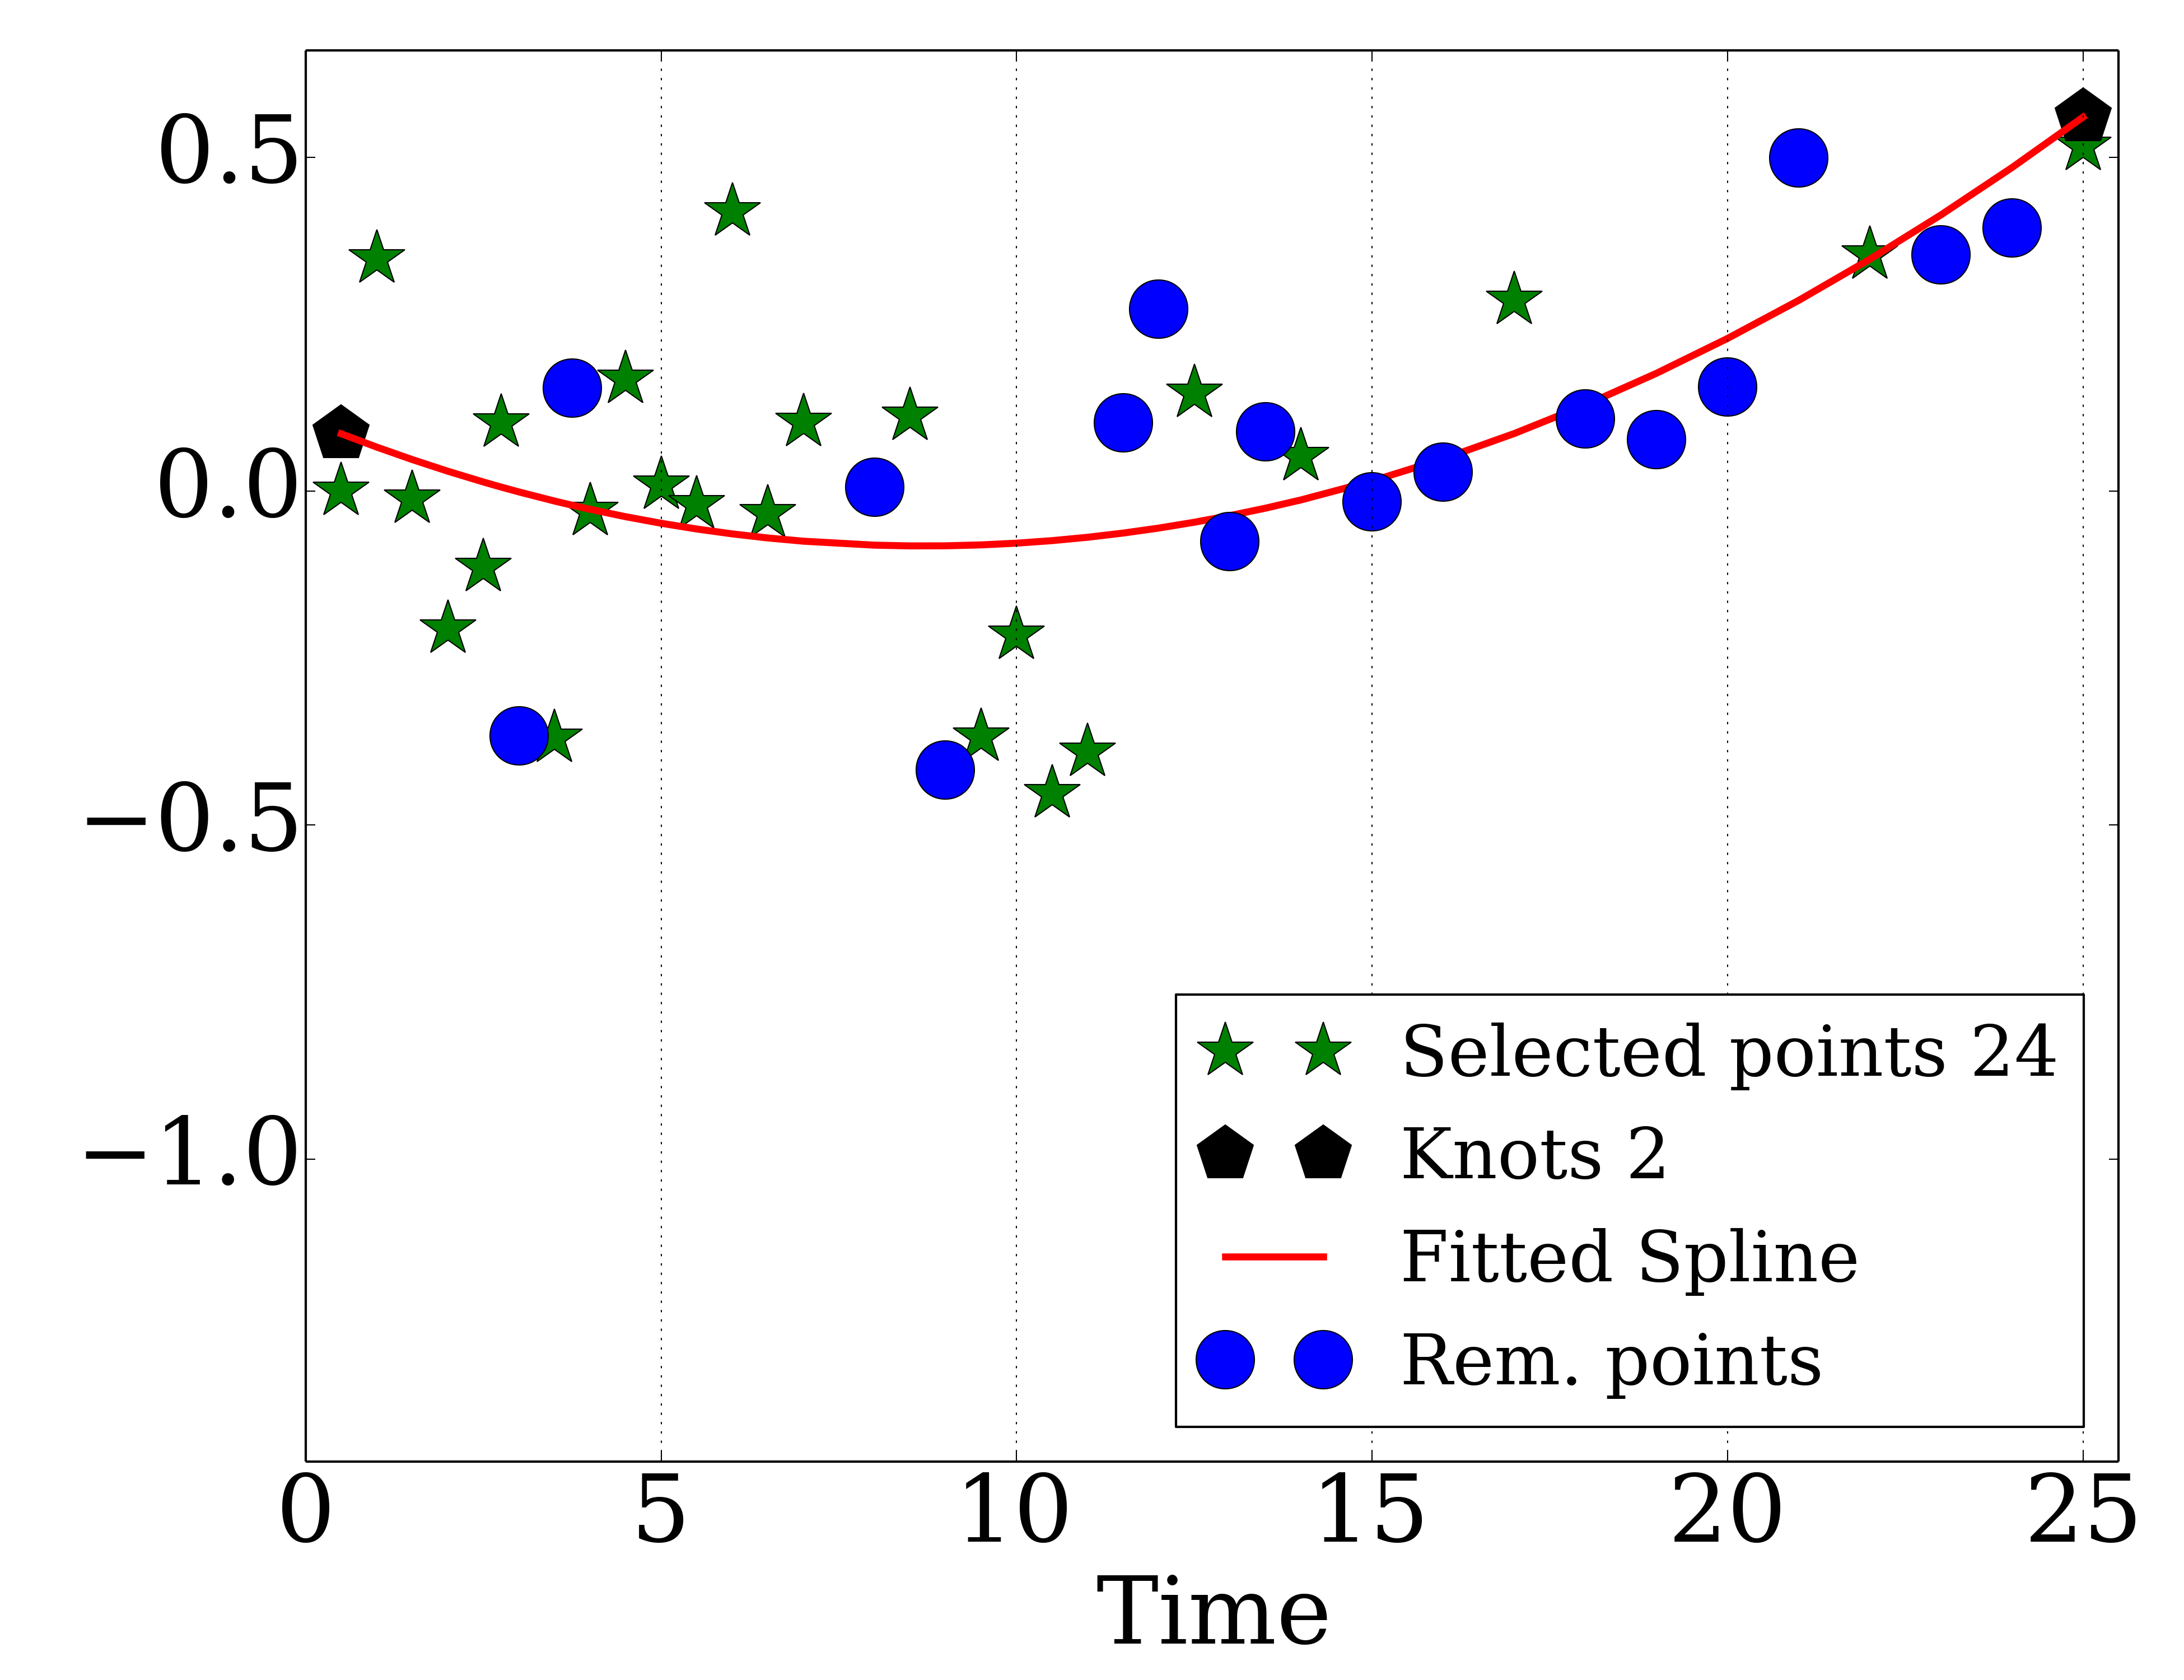 0.5
0.0
−0.5
−1.0
Selected points 24
Knots 2
Fitted Spline
Rem. points
0 5 10 15 20 25
Time